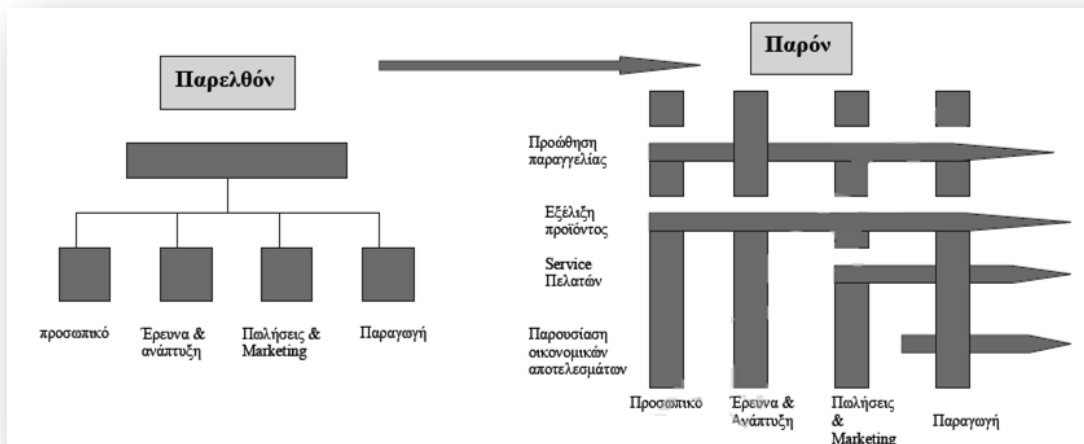 Παρελθόν
προσωπικό
Έρευνα &
ανάπτυξη
Πωλήσεις &
Marketing
Παραγωγή
Παρόν
Προώθηση
παραγγελίας
Εξέλιξη
προϊόντος
Service
Πελατών
Παρουσίαση
οικονομικών
αποτελεσμάτων
Προσωπικό
Έρευνα &
Ανάπτυξη
Πωλήσεις
&
Marketing
Παραγωγή